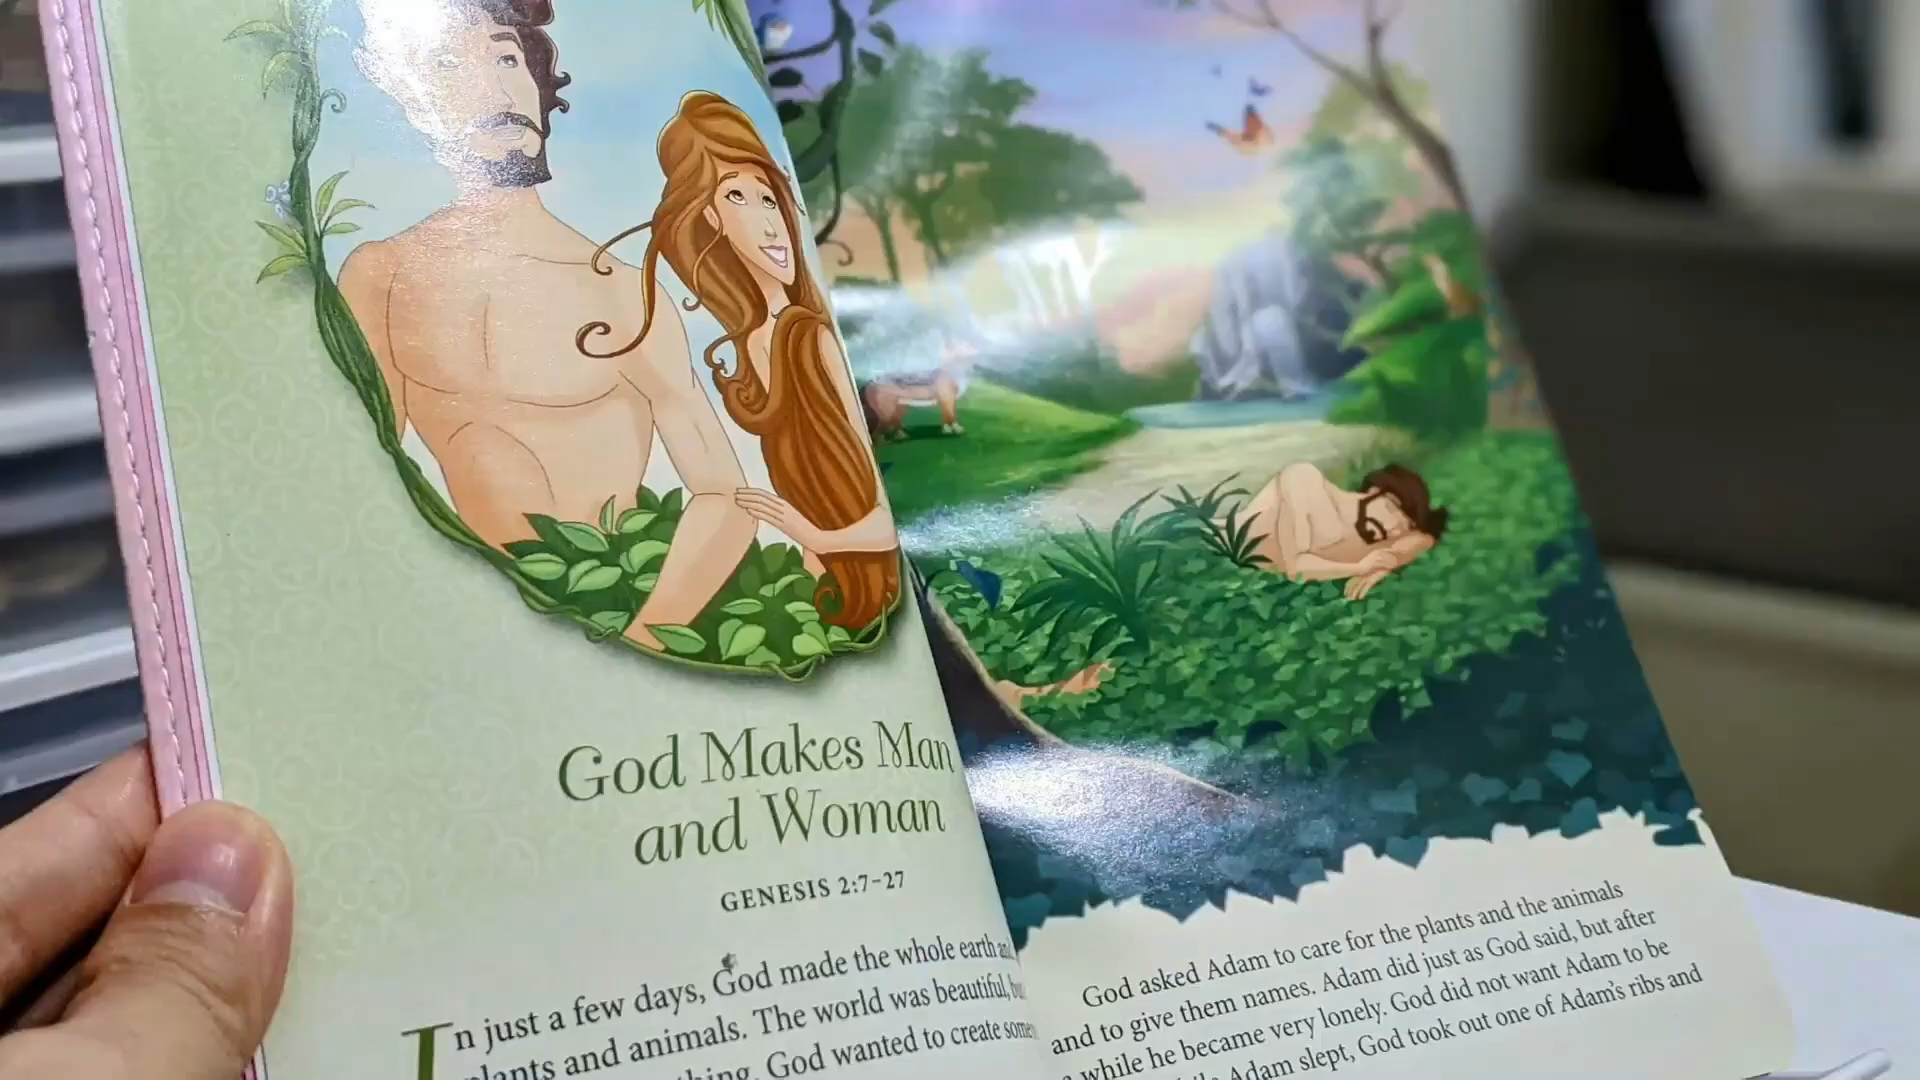 God Makes Man
and Woman
GENESIS 2:7–27
In just a few days, God made the whole earth
plants and animals. The world was beautiful,
God wanted to create
God asked Adam to care for the plants and the animals
and to give them names. Adam did just as God said, but after
a while he became very lonely. God did not want Adam to be
Adam slept, God took out one of Adam's ribs and